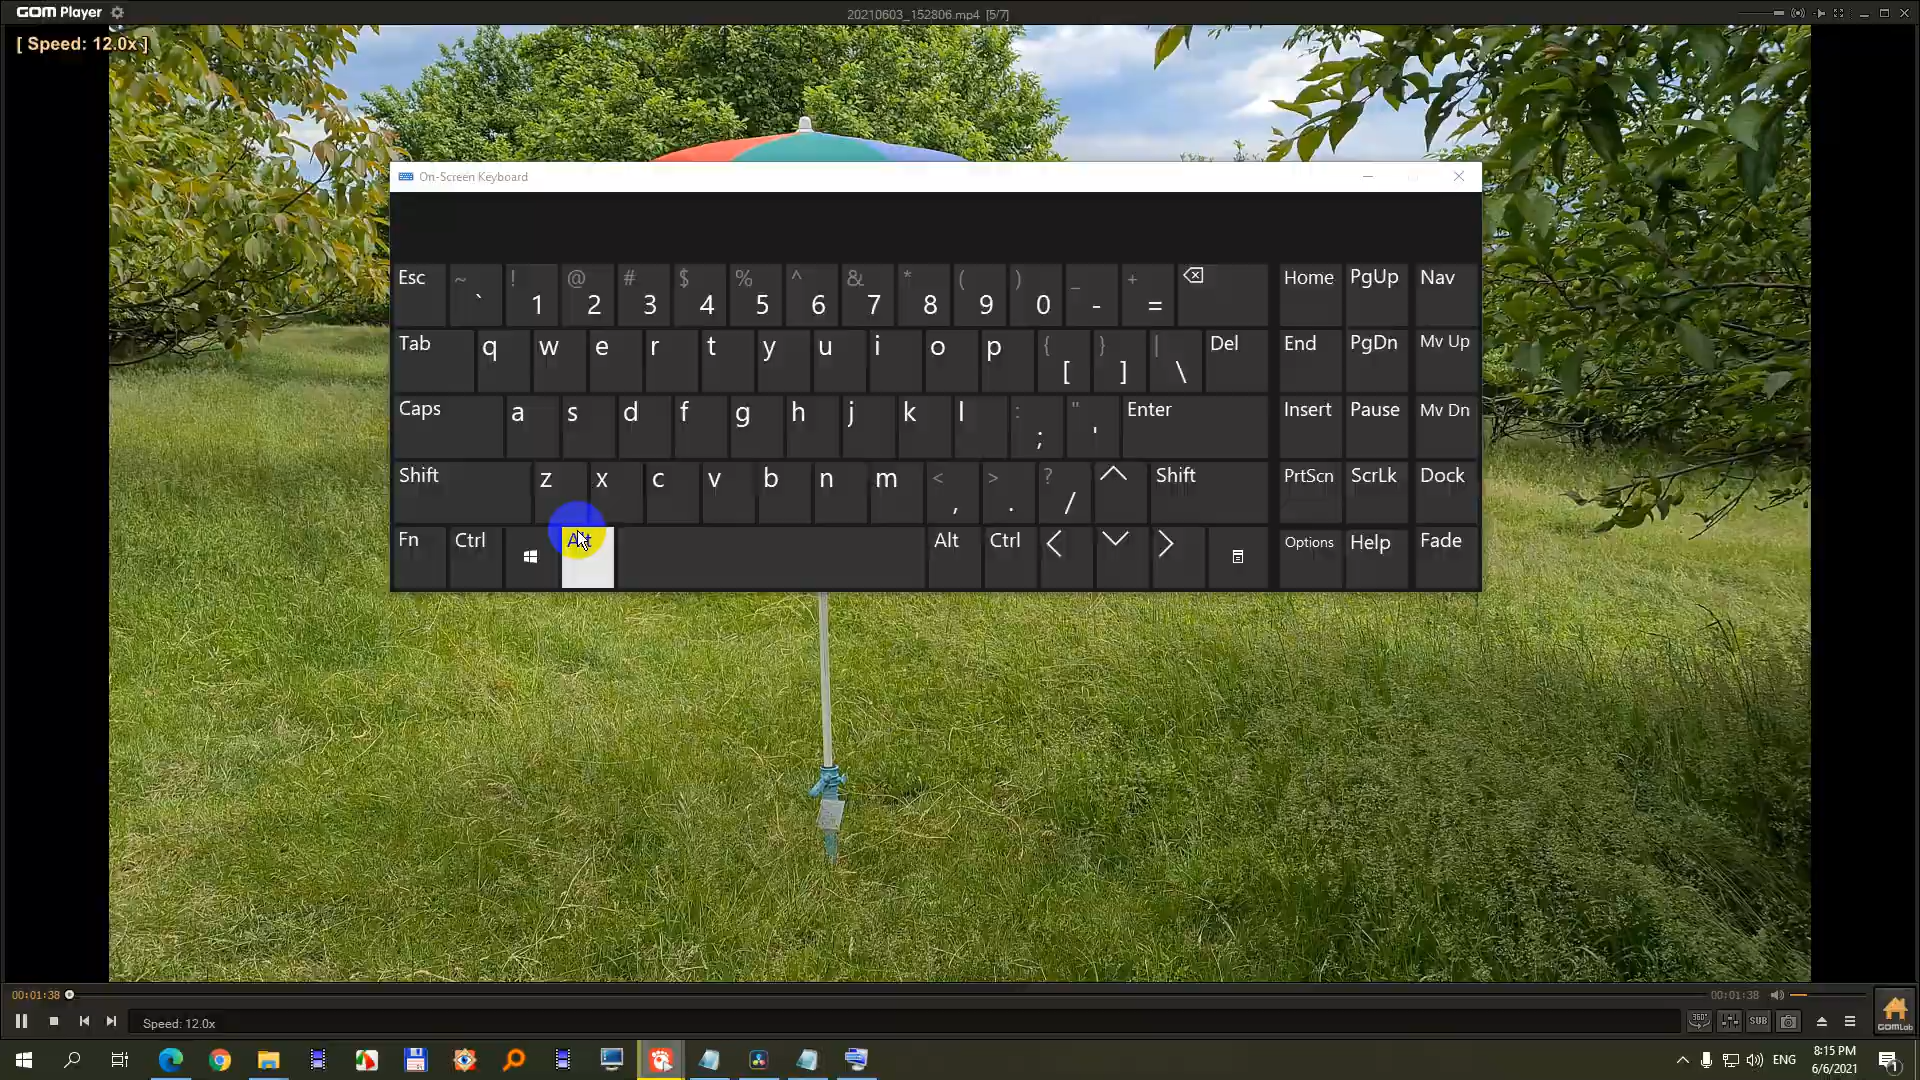 GOM Player
20210603_152806.mp4 [5/7]
[ Speed: 12.0x ]
On-Screen Keyboard
Esc ~ ` ! 1 @ 2 # 3 $ 4 % 5 ^ 6 & 7 * 8 ( 9 ) 0 _ - + = Home PgUp Nav
Tab q w e r t y u i o p { [ } ] | \ Del End PgDn Mv Up
Caps a s d f g h j k l : ; " ' Enter Insert Pause Mv Dn
Shift z x c v b n m < , > . ? / Shift PrtScn ScrLk Dock
Fn Ctrl Alt Alt Ctrl Options Help Fade
00:01:38 00:01:38
Speed: 12.0x 360° SUB GOMLab
ENG 8:15 PM
6/6/2021 1